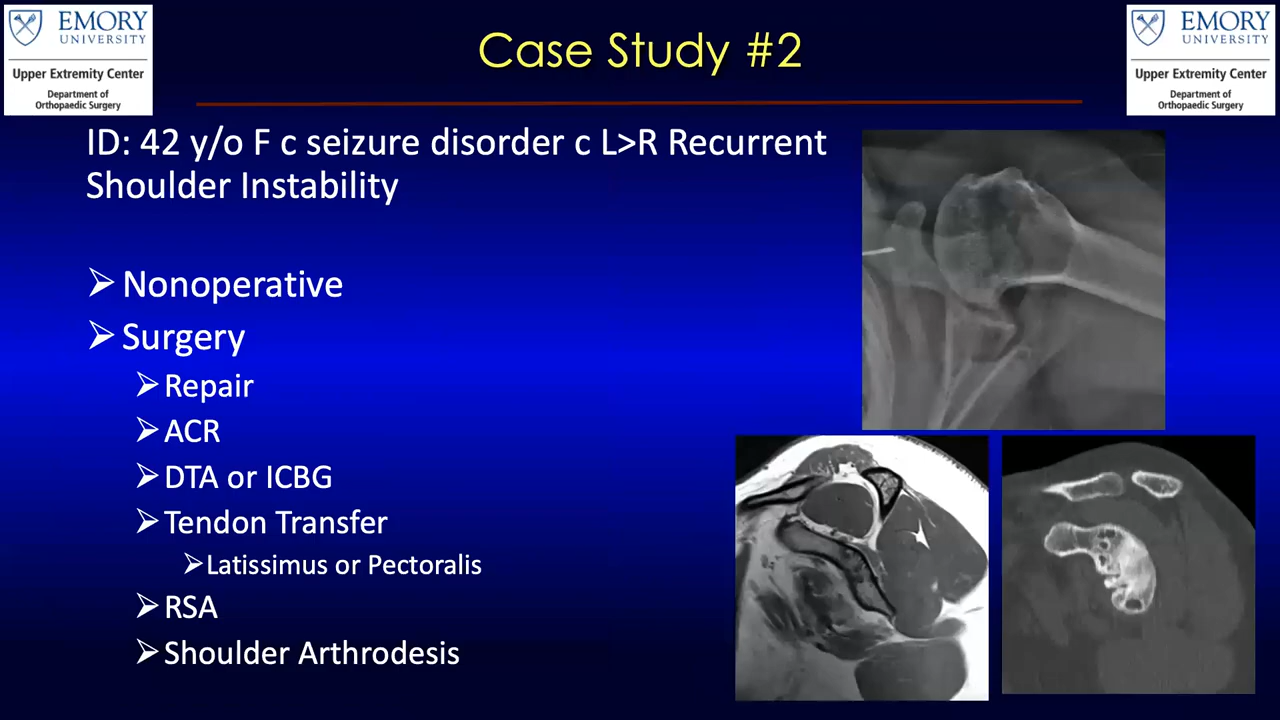 EMORY
UNIVERSITY
Upper Extremity Center
Department of
Orthopaedic Surgery
Case Study #2
EMORY
UNIVERSITY
Upper Extremity Center
Department of
Orthopaedic Surgery
ID: 42 y/o F c seizure disorder c L>R Recurrent
Shoulder Instability
Nonoperative
Surgery
Repair
ACR
DTA or ICBG
Tendon Transfer
Latissimus or Pectoralis
RSA
Shoulder Arthrodesis